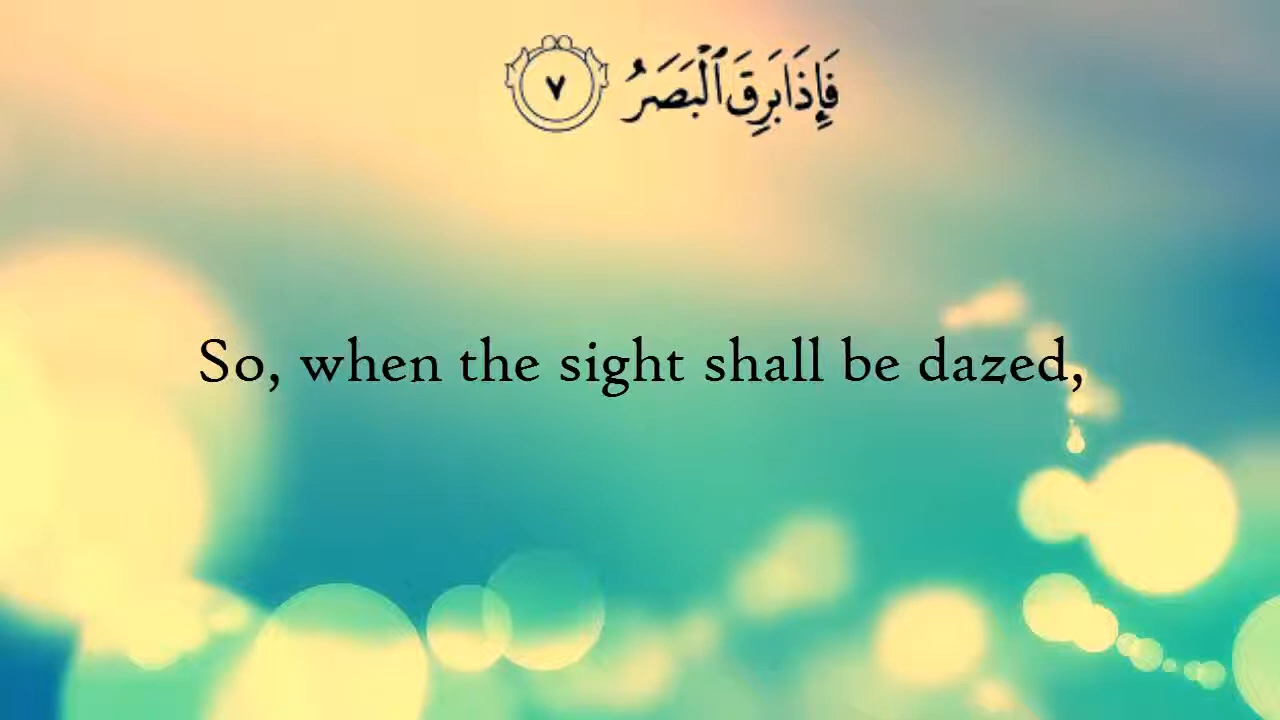 فَإِذَا بَرِقَ ٱلْبَصَرُ ٧
So, when the sight shall be dazed,